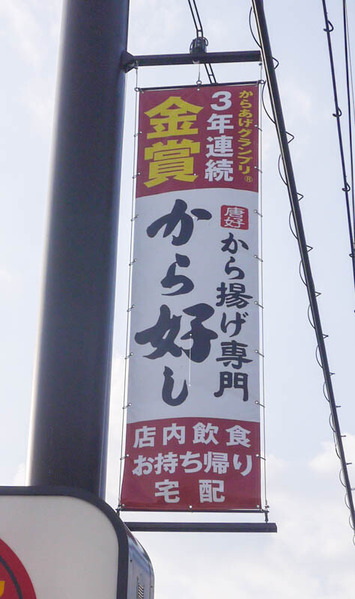 からあげグランプリ®
3年連続
金賞
唐好
から揚げ専門
から好し
店内飲食
お持ち帰り
宅配